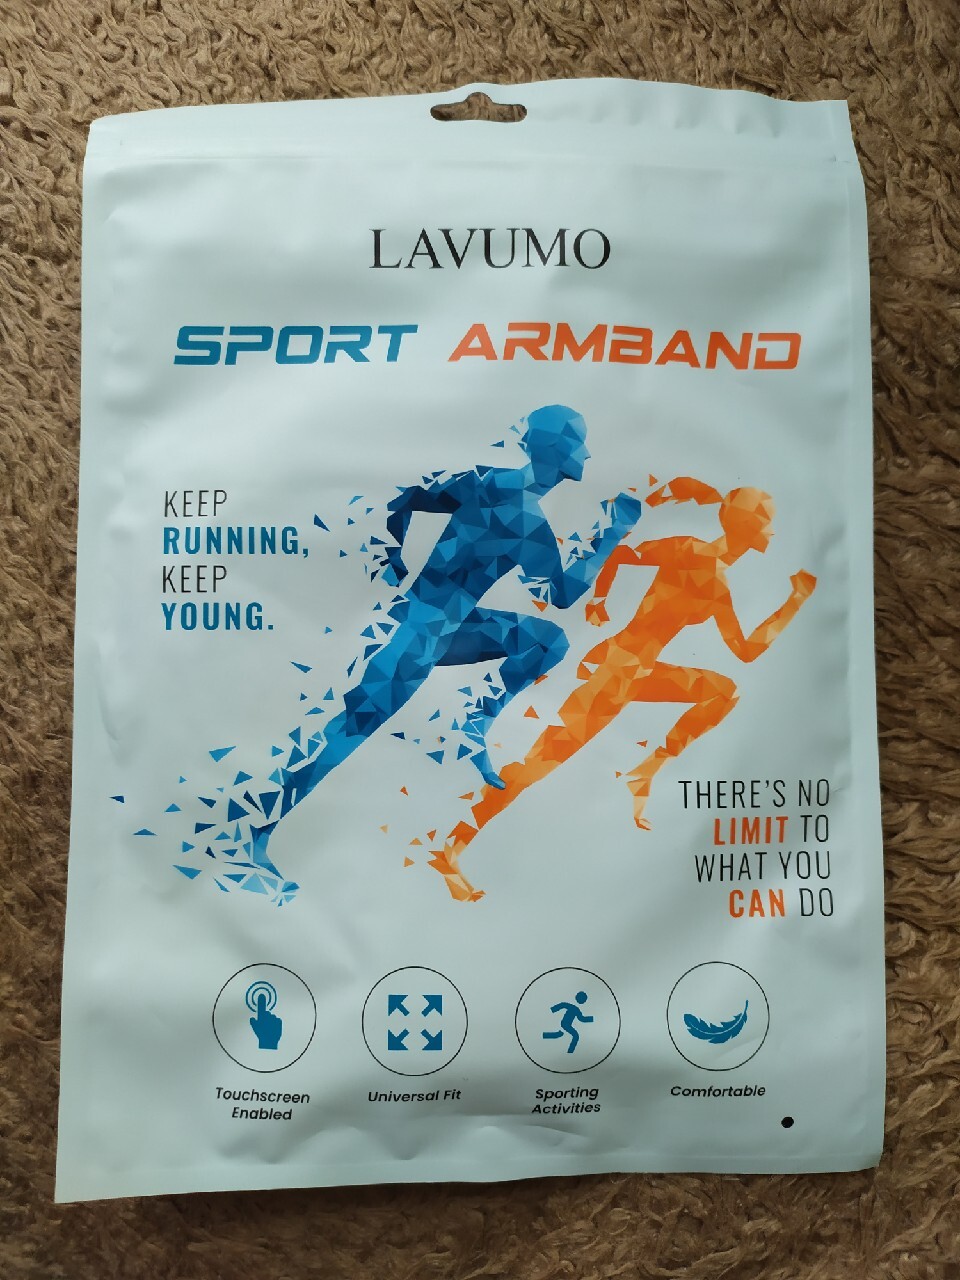 LAVUMO
SPORT ARMBAND
KEEP
RUNNING,
KEEP
YOUNG.
THERE'S NO
LIMIT TO
WHAT YOU
CAN DO
Touchscreen
Enabled
Universal Fit
Sporting
Activities
Comfortable